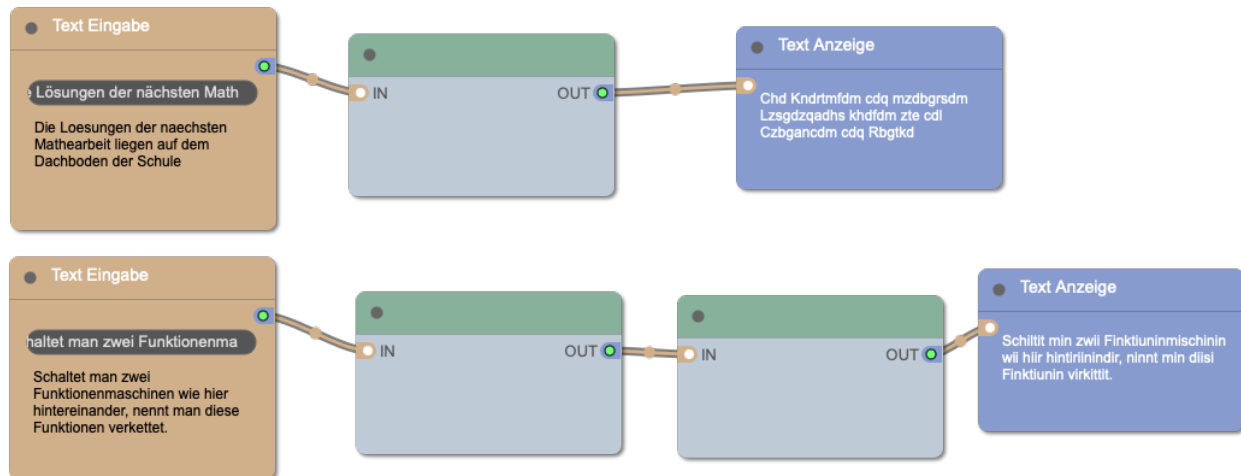 Text Eingabe
e Lösungen der nächsten Math
Die Loesungen der naechsten
Mathearbeit liegen auf dem
Dachboden der Schule
IN
OUT
Text Anzeige
Chd Kndrtmfdm cdq mzdbgrsdm
Lzsgdzqadhs khdfdm zte cdl
Czbgancdm cdq Rbgtkd
Text Eingabe
haltet man zwei Funktionenma
Schaltet man zwei
Funktionenmaschinen wie hier
hintereinander, nennt man diese
Funktionen verkettet.
IN
OUT
IN
OUT
Text Anzeige
Schiltit min zwii Finktiuninmischinin
wii hiir hintiriinindir, ninnt min diisi
Finktiunin virkittit.